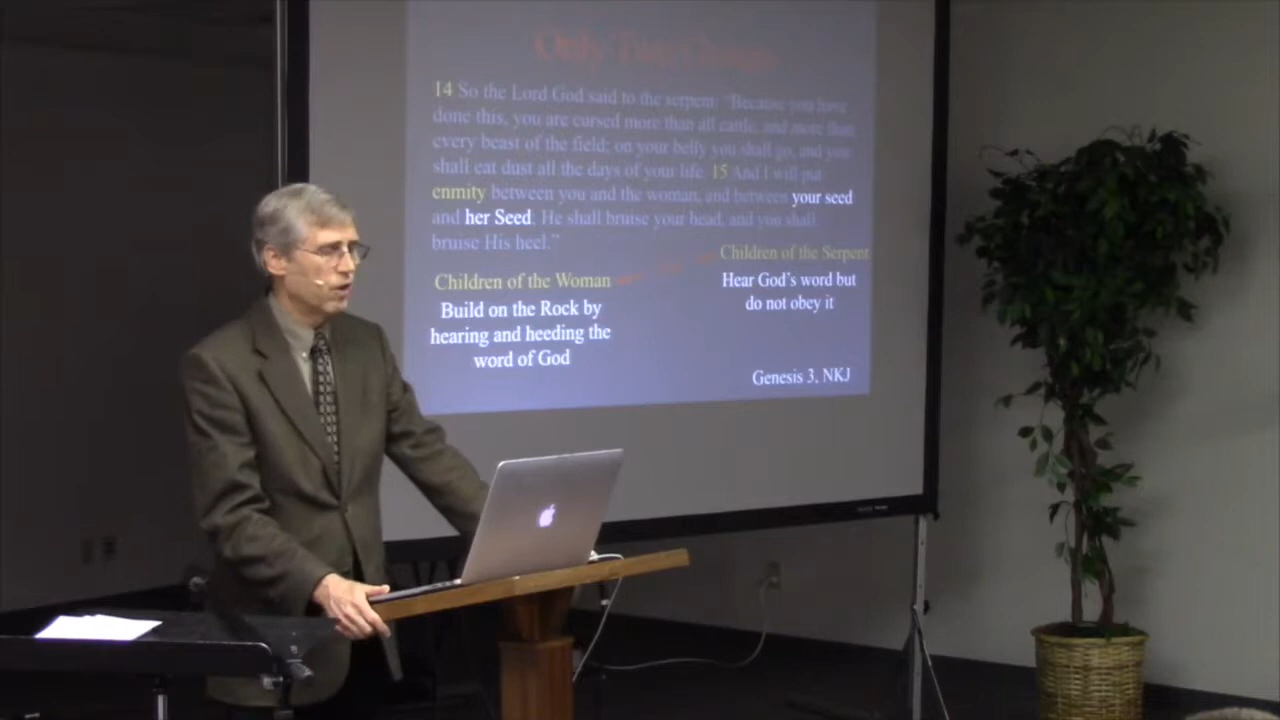 Only Two Groups
14 So the Lord God said to the serpent: "Because you have
done this, you are cursed more than all cattle, and more than
every beast of the field; on your belly you shall go, and you
shall eat dust all the days of your life. 15 And I will put
enmity between you and the woman, and between your seed
and her Seed; He shall bruise your head, and you shall
bruise His heel."
Children of the Serpent
Children of the Woman
Hear God's word but
do not obey it
Build on the Rock by
hearing and heeding the
word of God
Genesis 3, NKJ